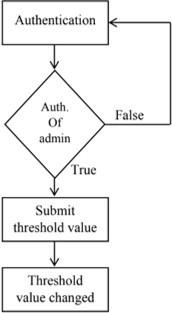 Authentication
Auth.
Of
admin
False
True
Submit
threshold value
Threshold
value changed